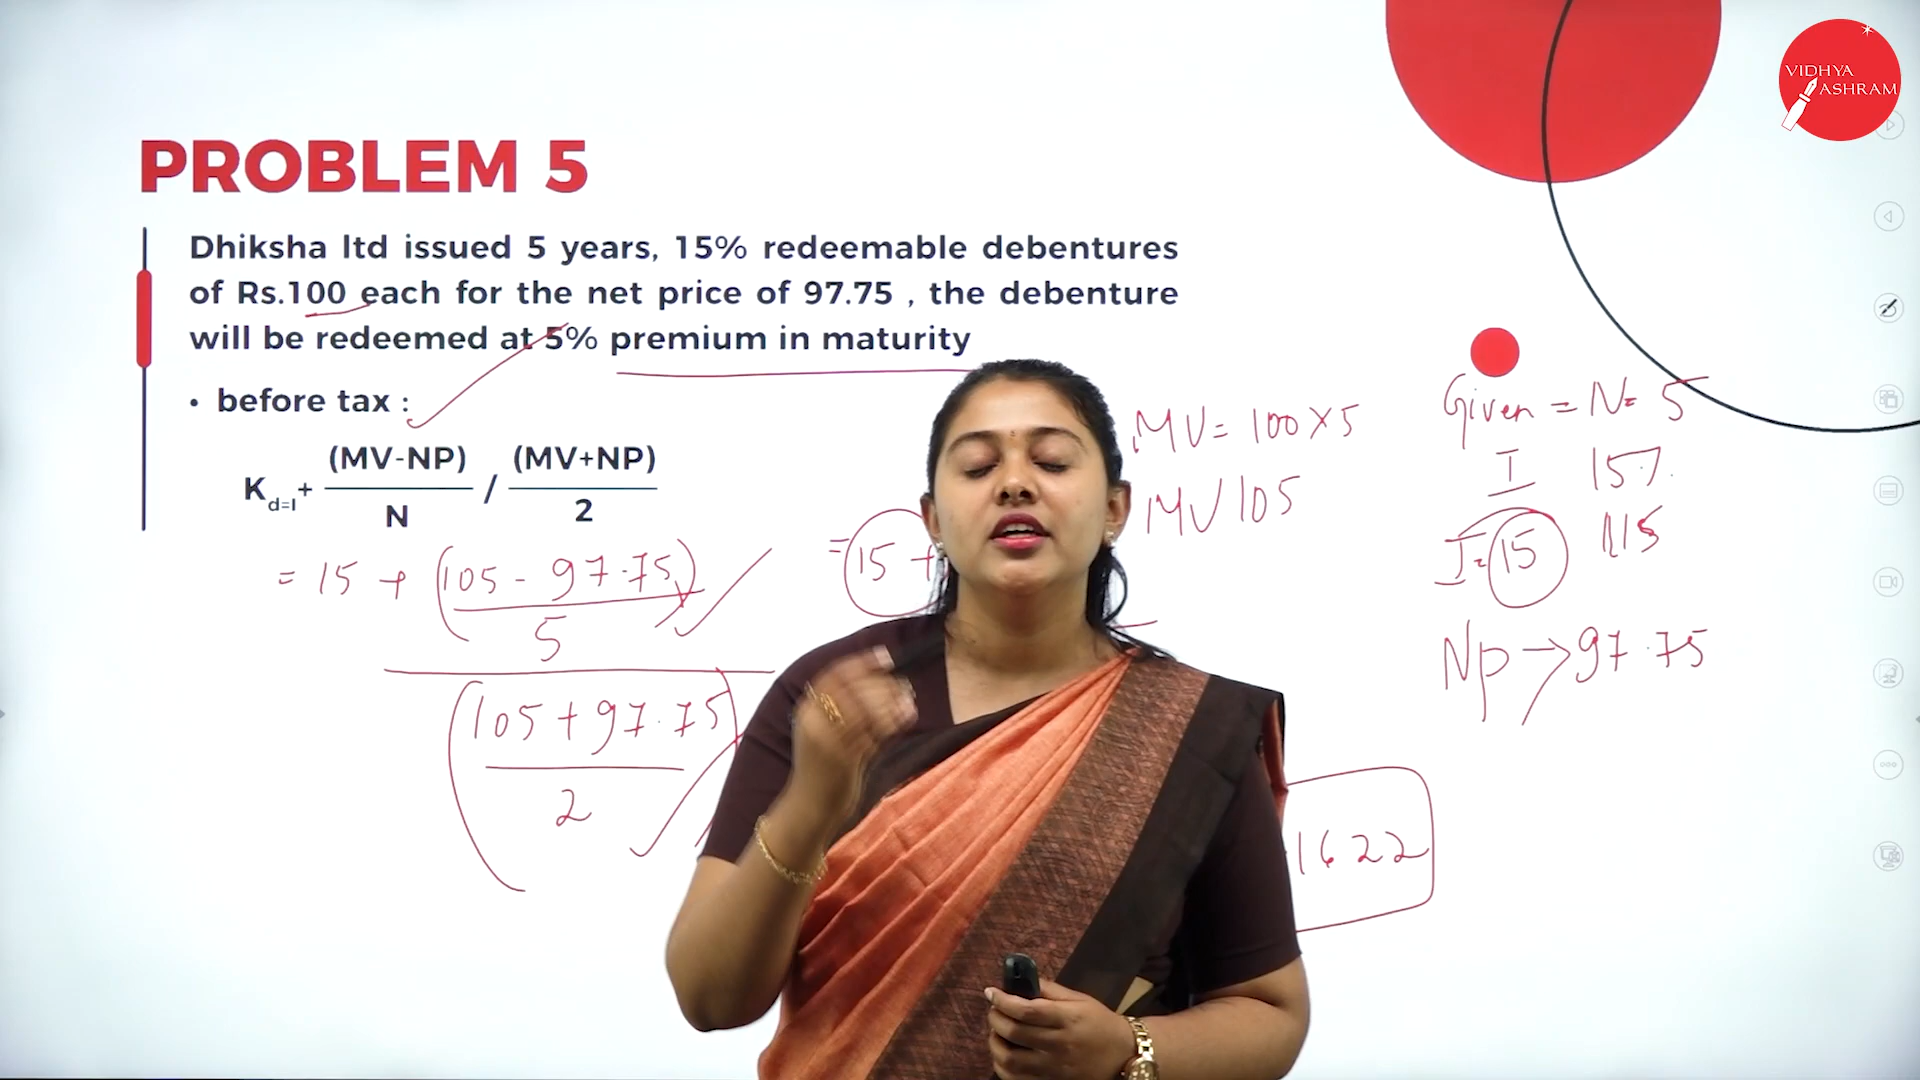 VIDHYA
ASHRAM
PROBLEM 5
Dhiksha ltd issued 5 years, 15% redeemable debentures
of Rs.100 each for the net price of 97.75 , the debenture
will be redeemed at 5% premium in maturity
• before tax :
K d=I + (MV-NP) / (MV+NP)
N 2
= 15 + (105 - 97.75)
5
(105 + 97.75
2
= 15 +
MV = 100 X 5
MV 105
Given = N = 5
I 15%
I = 15
Np → 97.75
1622